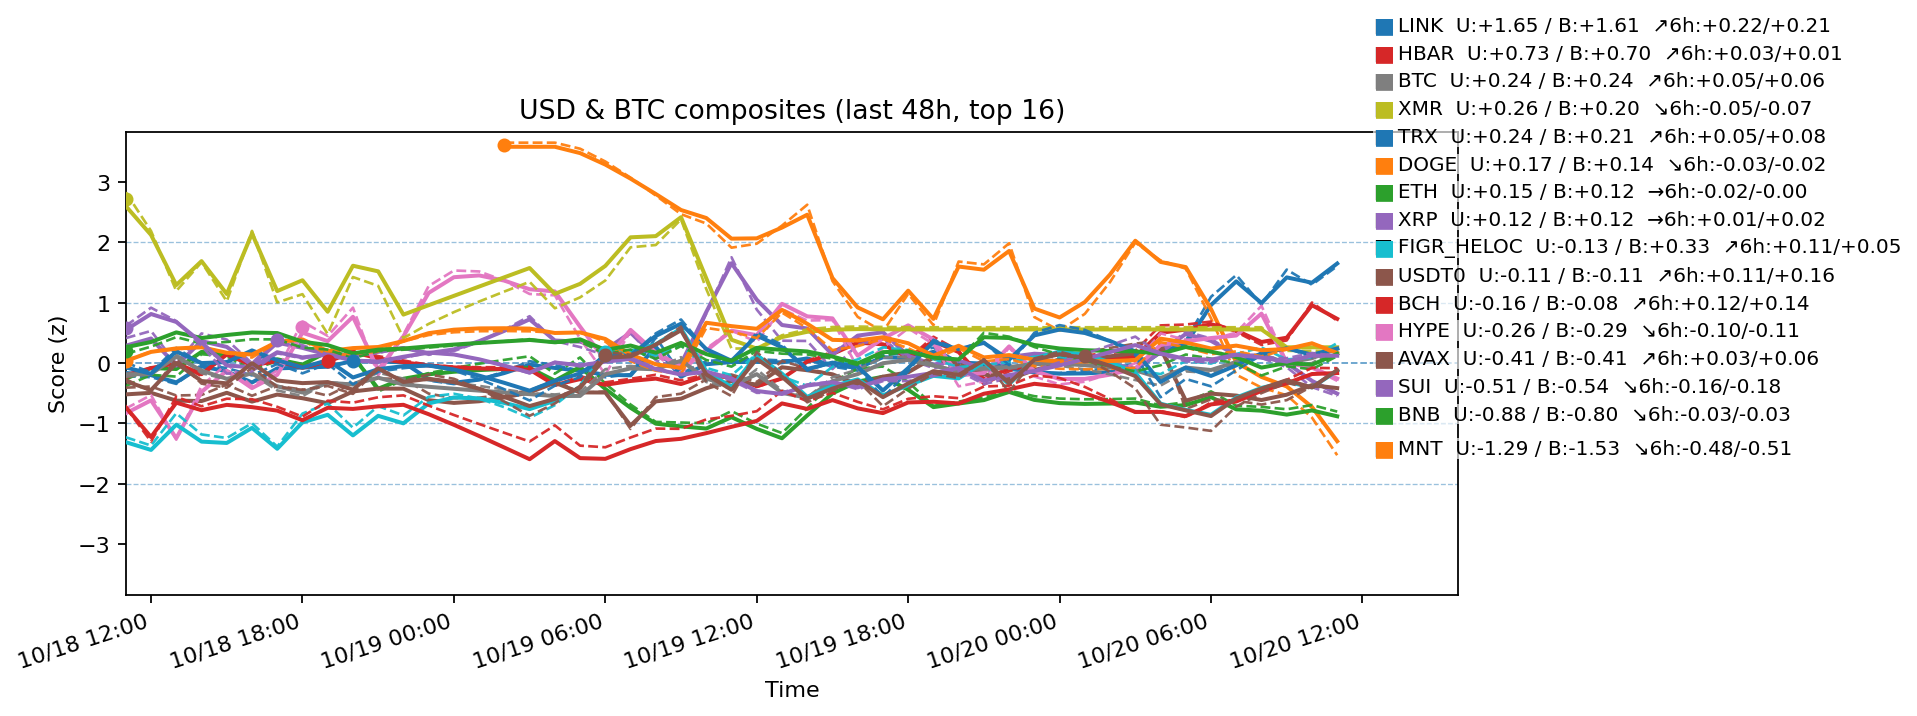 USD & BTC composites (last 48h, top 16)
LINK  U:+1.65 / B:+1.61  ↗6h:+0.22/+0.21
HBAR  U:+0.73 / B:+0.70  ↗6h:+0.03/+0.01
BTC  U:+0.24 / B:+0.24  ↗6h:+0.05/+0.06
XMR  U:+0.26 / B:+0.20  ↘6h:-0.05/-0.07
TRX  U:+0.24 / B:+0.21  ↗6h:+0.05/+0.08
DOGE  U:+0.17 / B:+0.14  ↘6h:-0.03/-0.02
ETH  U:+0.15 / B:+0.12  →6h:-0.02/-0.00
XRP  U:+0.12 / B:+0.12  →6h:+0.01/+0.02
FIGR_HELOC  U:-0.13 / B:+0.33  ↗6h:+0.11/+0.05
USDT0  U:-0.11 / B:-0.11  ↗6h:+0.11/+0.16
BCH  U:-0.16 / B:-0.08  ↗6h:+0.12/+0.14
HYPE  U:-0.26 / B:-0.29  ↘6h:-0.10/-0.11
AVAX  U:-0.41 / B:-0.41  ↗6h:+0.03/+0.06
SUI  U:-0.51 / B:-0.54  ↘6h:-0.16/-0.18
BNB  U:-0.88 / B:-0.80  ↘6h:-0.03/-0.03
MNT  U:-1.29 / B:-1.53  ↘6h:-0.48/-0.51
Score (z)
3
2
1
0
−1
−2
−3
10/18 12:00
10/18 18:00
10/19 00:00
10/19 06:00
10/19 12:00
10/19 18:00
10/20 00:00
10/20 06:00
10/20 12:00
Time